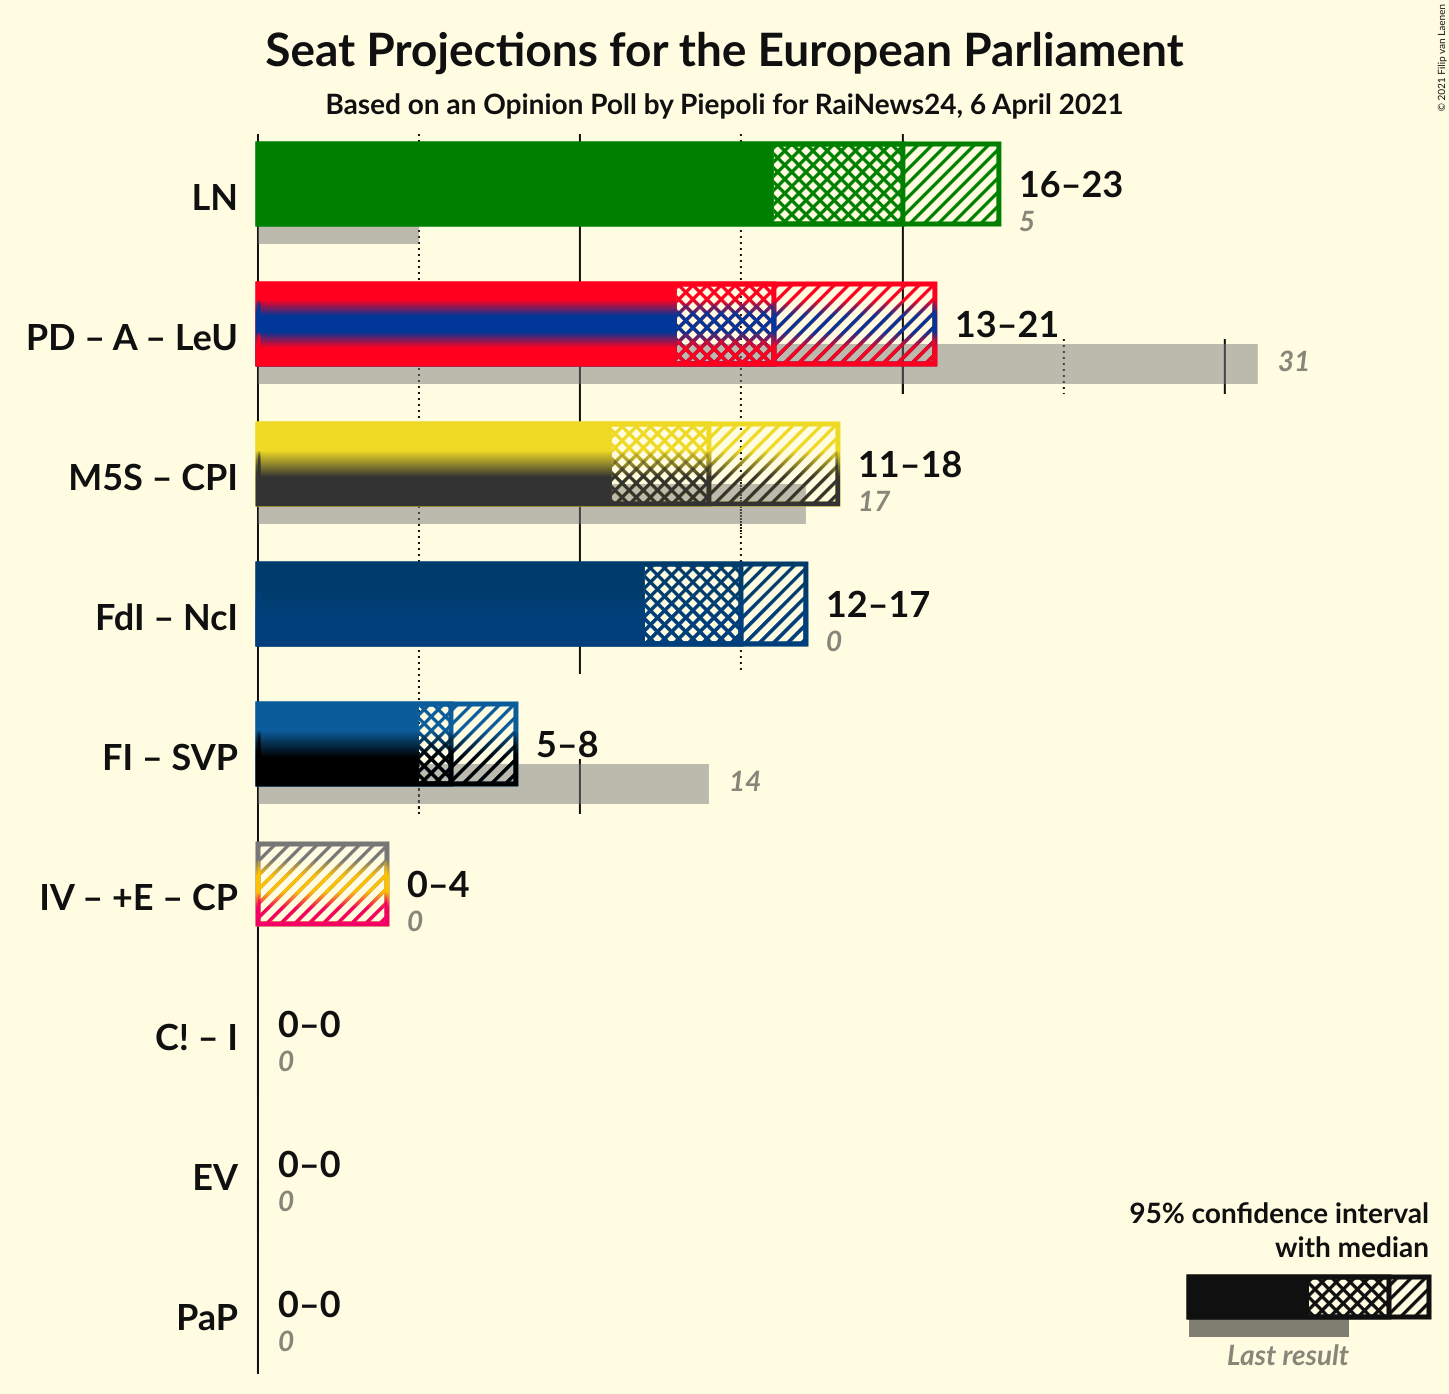 Seat Projections for the European Parliament
Based on an Opinion Poll by Piepoli for RaiNews24, 6 April 2021
© 2021 Filip van Laenen
LN
16–23
5
PD – A – LeU
13–21
31
M5S – CPI
11–18
17
FdI – NcI
12–17
0
FI – SVP
5–8
14
IV – +E – CP
0–4
0
C! – I
0–0
0
EV
0–0
0
PaP
0–0
0
95% confidence interval
with median
Last result